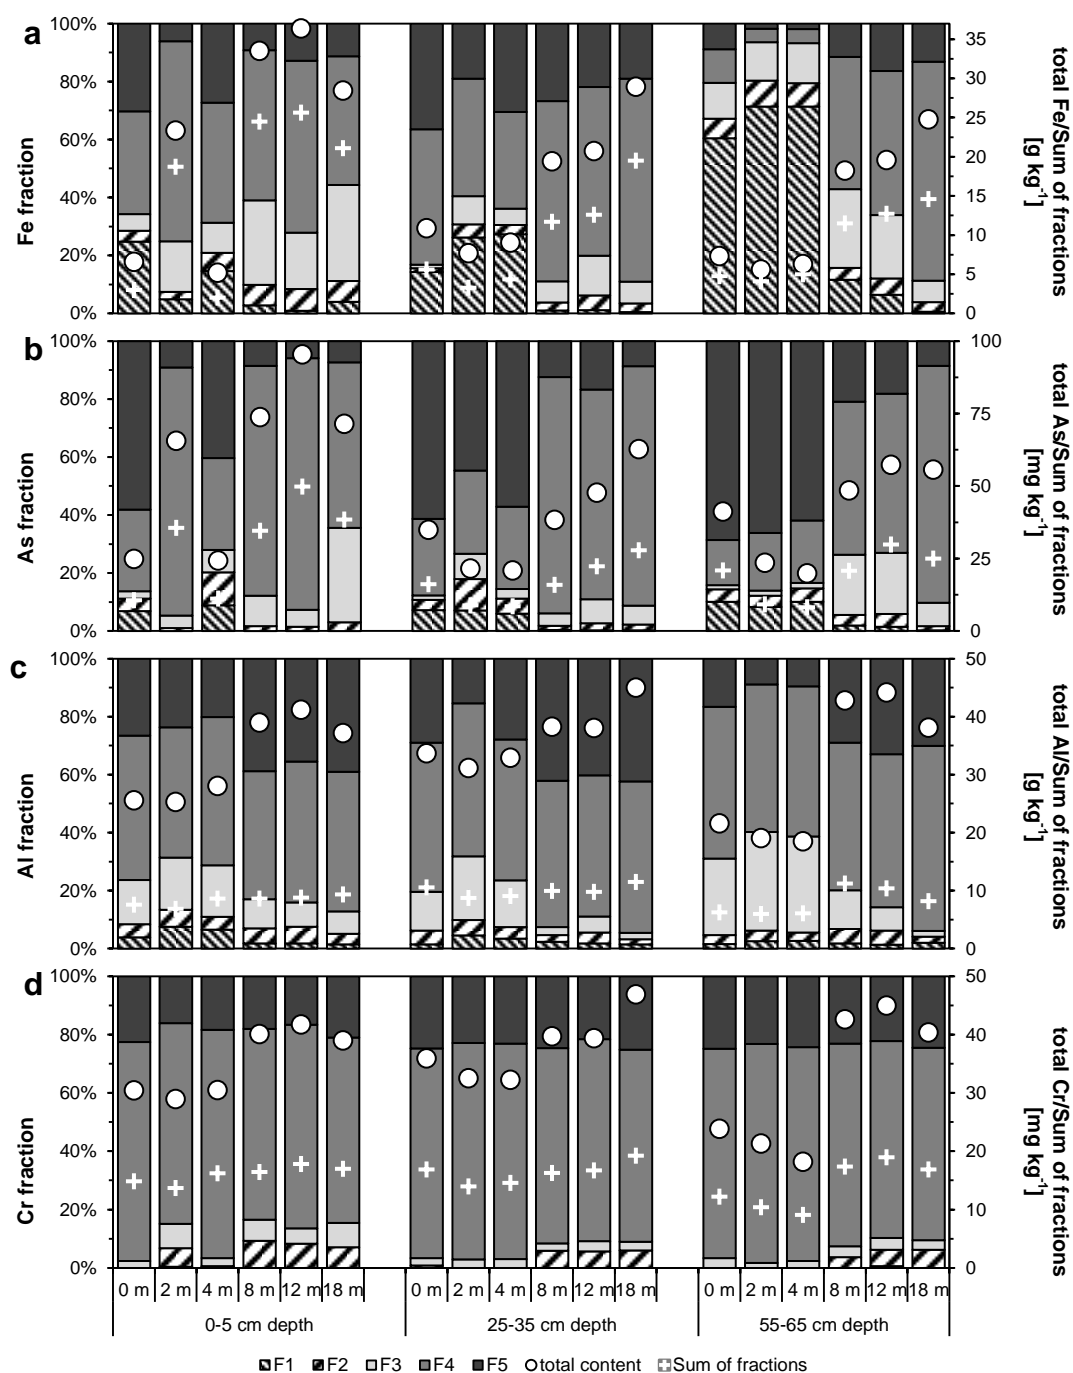 a
100%
80%
60%
40%
20%
0%
Fe fraction
35
30
25
20
15
10
5
0
total Fe/Sum of fractions
[g kg-1]
b
100%
80%
60%
40%
20%
0%
As fraction
100
75
50
25
0
total As/Sum of fractions
[mg kg-1]
c
100%
80%
60%
40%
20%
0%
Al fraction
50
40
30
20
10
0
total Al/Sum of fractions
[g kg-1]
d
100%
80%
60%
40%
20%
0%
Cr fraction
50
40
30
20
10
0
total Cr/Sum of fractions
[mg kg-1]
0 m 2 m 4 m 8 m 12 m 18 m 0 m 2 m 4 m 8 m 12 m 18 m 0 m 2 m 4 m 8 m 12 m 18 m
0-5 cm depth 25-35 cm depth 55-65 cm depth
F1 F2 F3 F4 F5 total content Sum of fractions